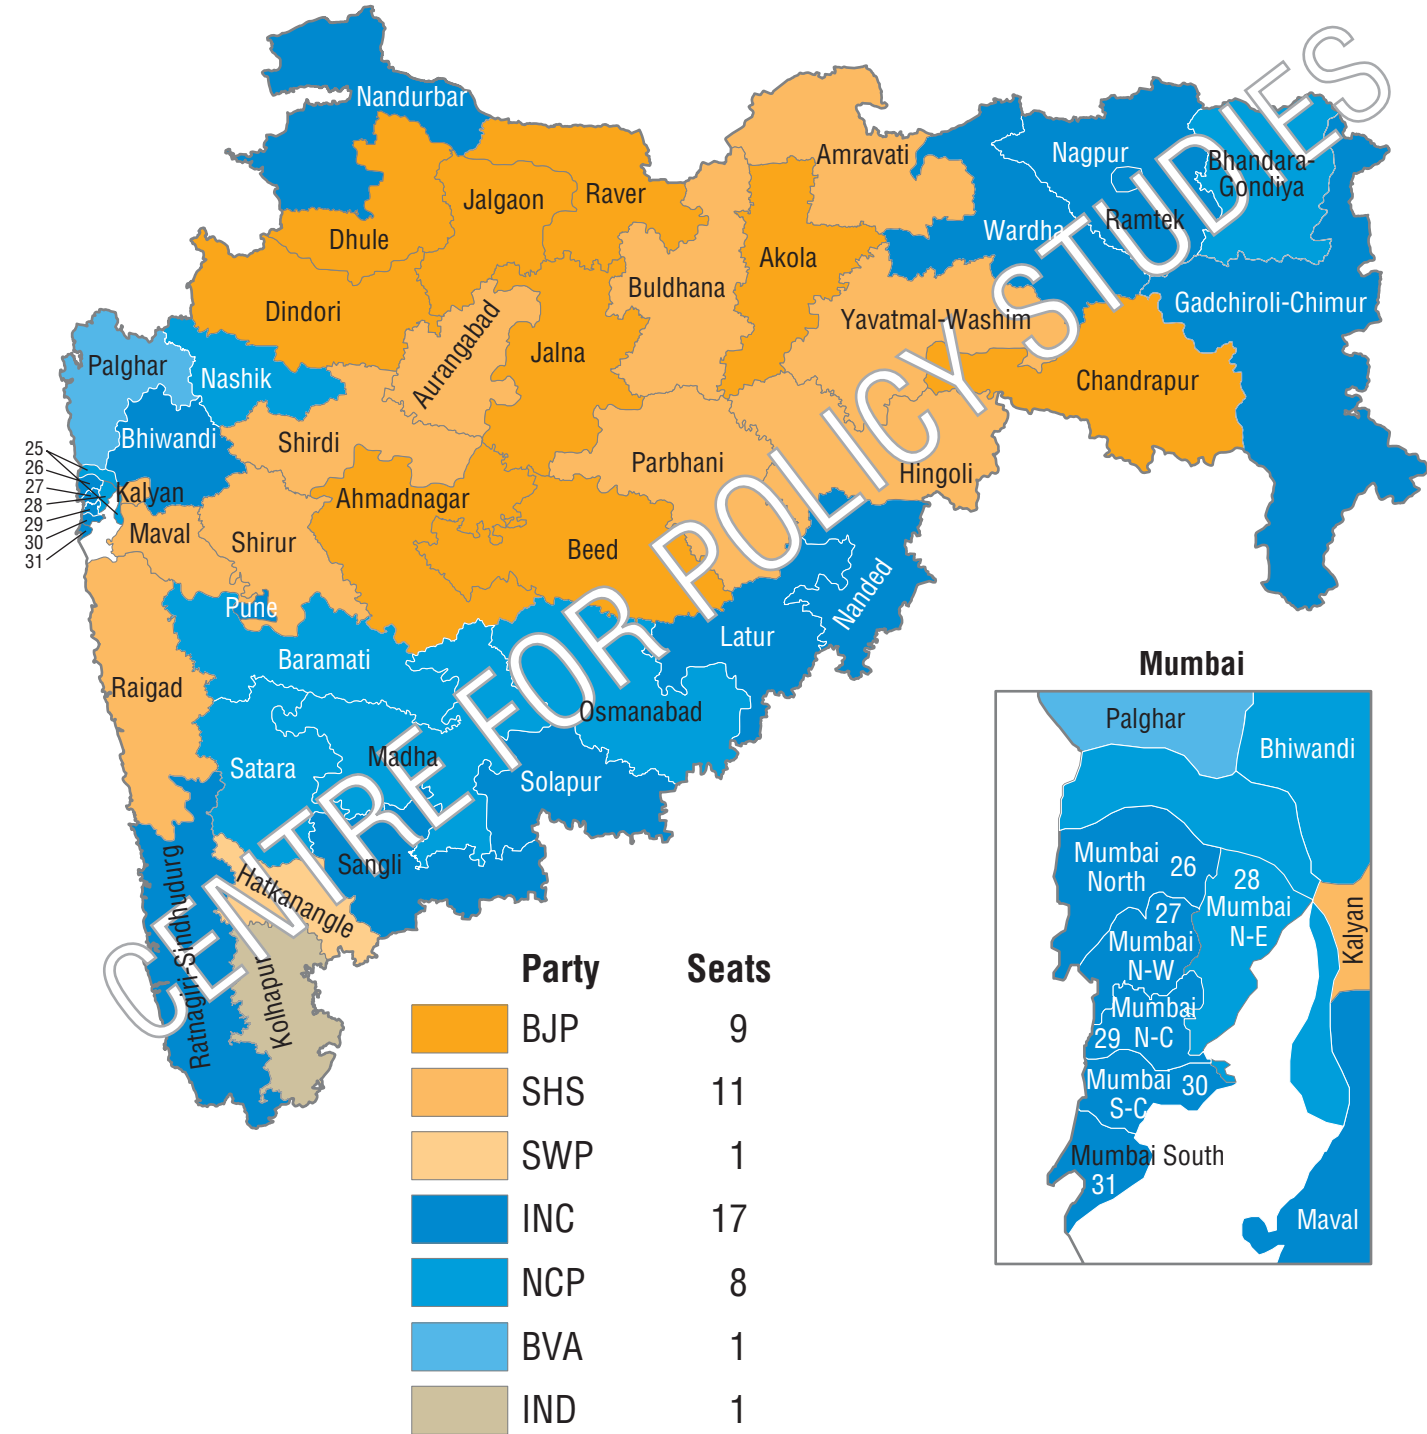 Nandurbar
Amravati
Nagpur
Bhandara-
Gondiya
Jalgaon
Raver
Ramtek
Dhule
Wardha
Akola
Dindori
Buldhana
Gadchiroli-Chimur
Aurangabad
Yavatmal-Washim
Jalna
Palghar
Nashik
Chandrapur
Bhiwandi
Shirdi
Parbhani
Hingoli
25
26
27
28
29
30
31
Kalyan
Ahmadnagar
Maval
Shirur
Beed
Pune
Nanded
Latur
Baramati
Raigad
Osmanabad
Madha
Satara
Solapur
Sangli
Hatkanangle
Ratnagiri-Sindhudurg
Kolhapur
CENTRE FOR POLICY STUDIES
Mumbai
Palghar
Bhiwandi
Mumbai
North
26
28
Mumbai
N-E
27
Mumbai
N-W
Kalyan
Mumbai
29 N-C
Mumbai 30
S-C
Mumbai South
31
Maval
Party Seats
BJP 9
SHS 11
SWP 1
INC 17
NCP 8
BVA 1
IND 1